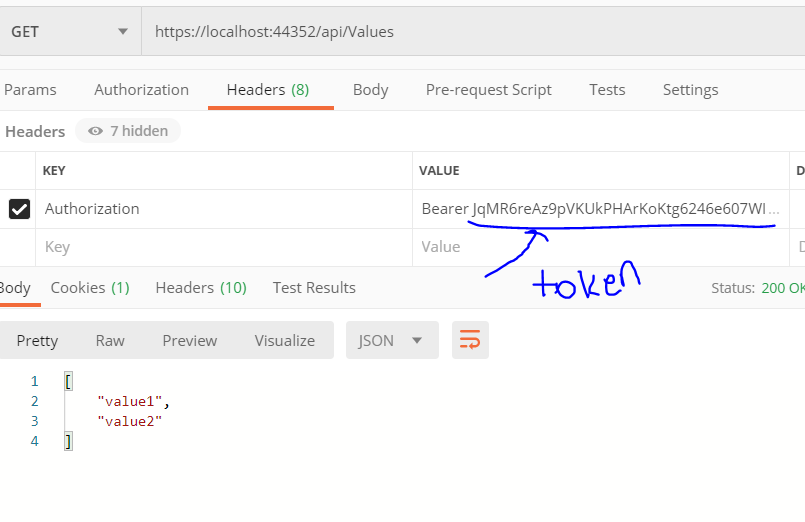 GET https://localhost:44352/api/Values
Params Authorization Headers (8) Body Pre-request Script Tests Settings
Headers 7 hidden
KEY VALUE D
Authorization Bearer JqMR6reAz9pVKUkPHArKoKtg6246e607WI...
Key Value D
token
Body Cookies (1) Headers (10) Test Results Status: 200 OK
Pretty Raw Preview Visualize JSON
1 [
2 "value1",
3 "value2"
4 ]